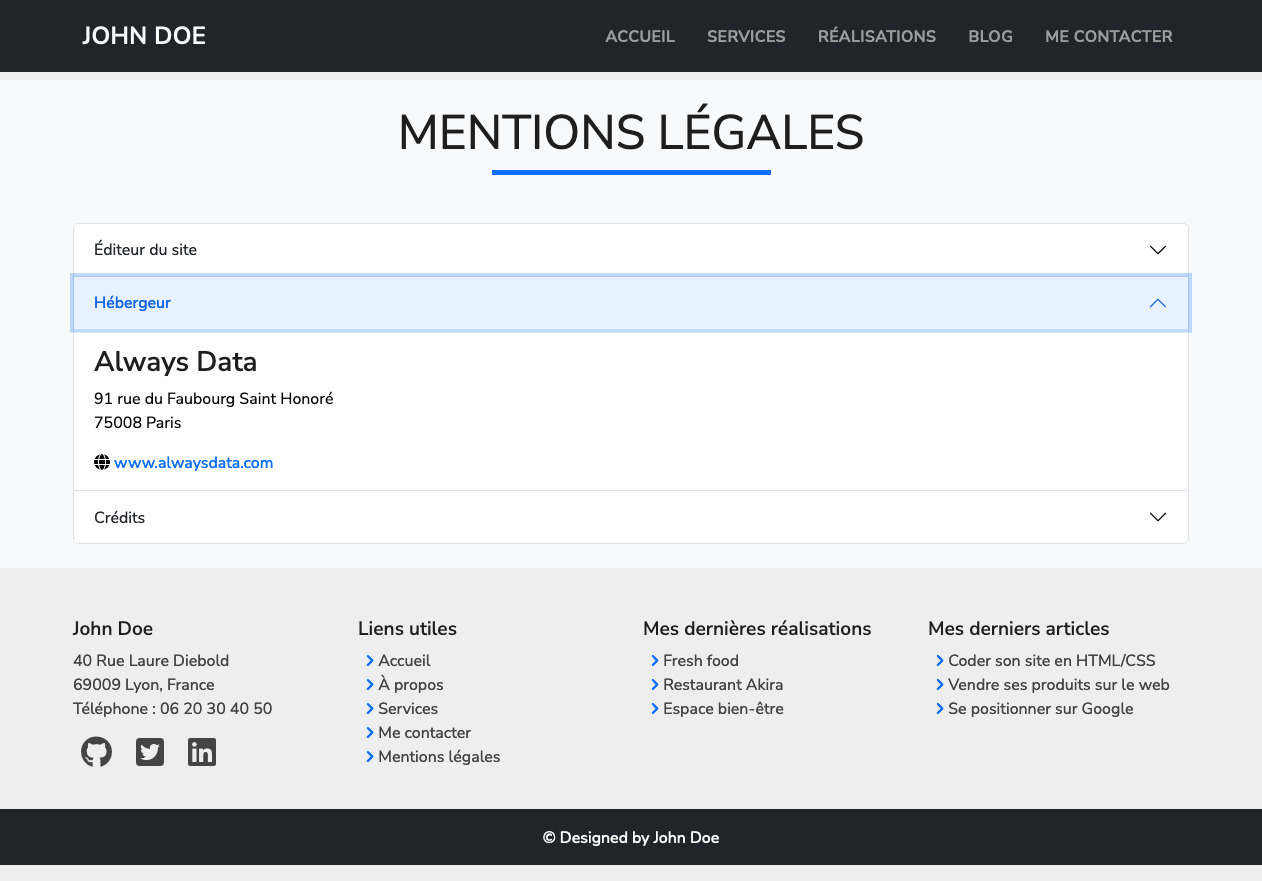 JOHN DOE
ACCUEIL SERVICES RÉALISATIONS BLOG ME CONTACTER
MENTIONS LÉGALES
Éditeur du site
Hébergeur
Always Data
91 rue du Faubourg Saint Honoré
75008 Paris
www.alwaysdata.com
Crédits
John Doe
40 Rue Laure Diebold
69009 Lyon, France
Téléphone : 06 20 30 40 50
Liens utiles
Accueil
À propos
Services
Me contacter
Mentions légales
Mes dernières réalisations
Fresh food
Restaurant Akira
Espace bien-être
Mes derniers articles
Coder son site en HTML/CSS
Vendre ses produits sur le web
Se positionner sur Google
© Designed by John Doe